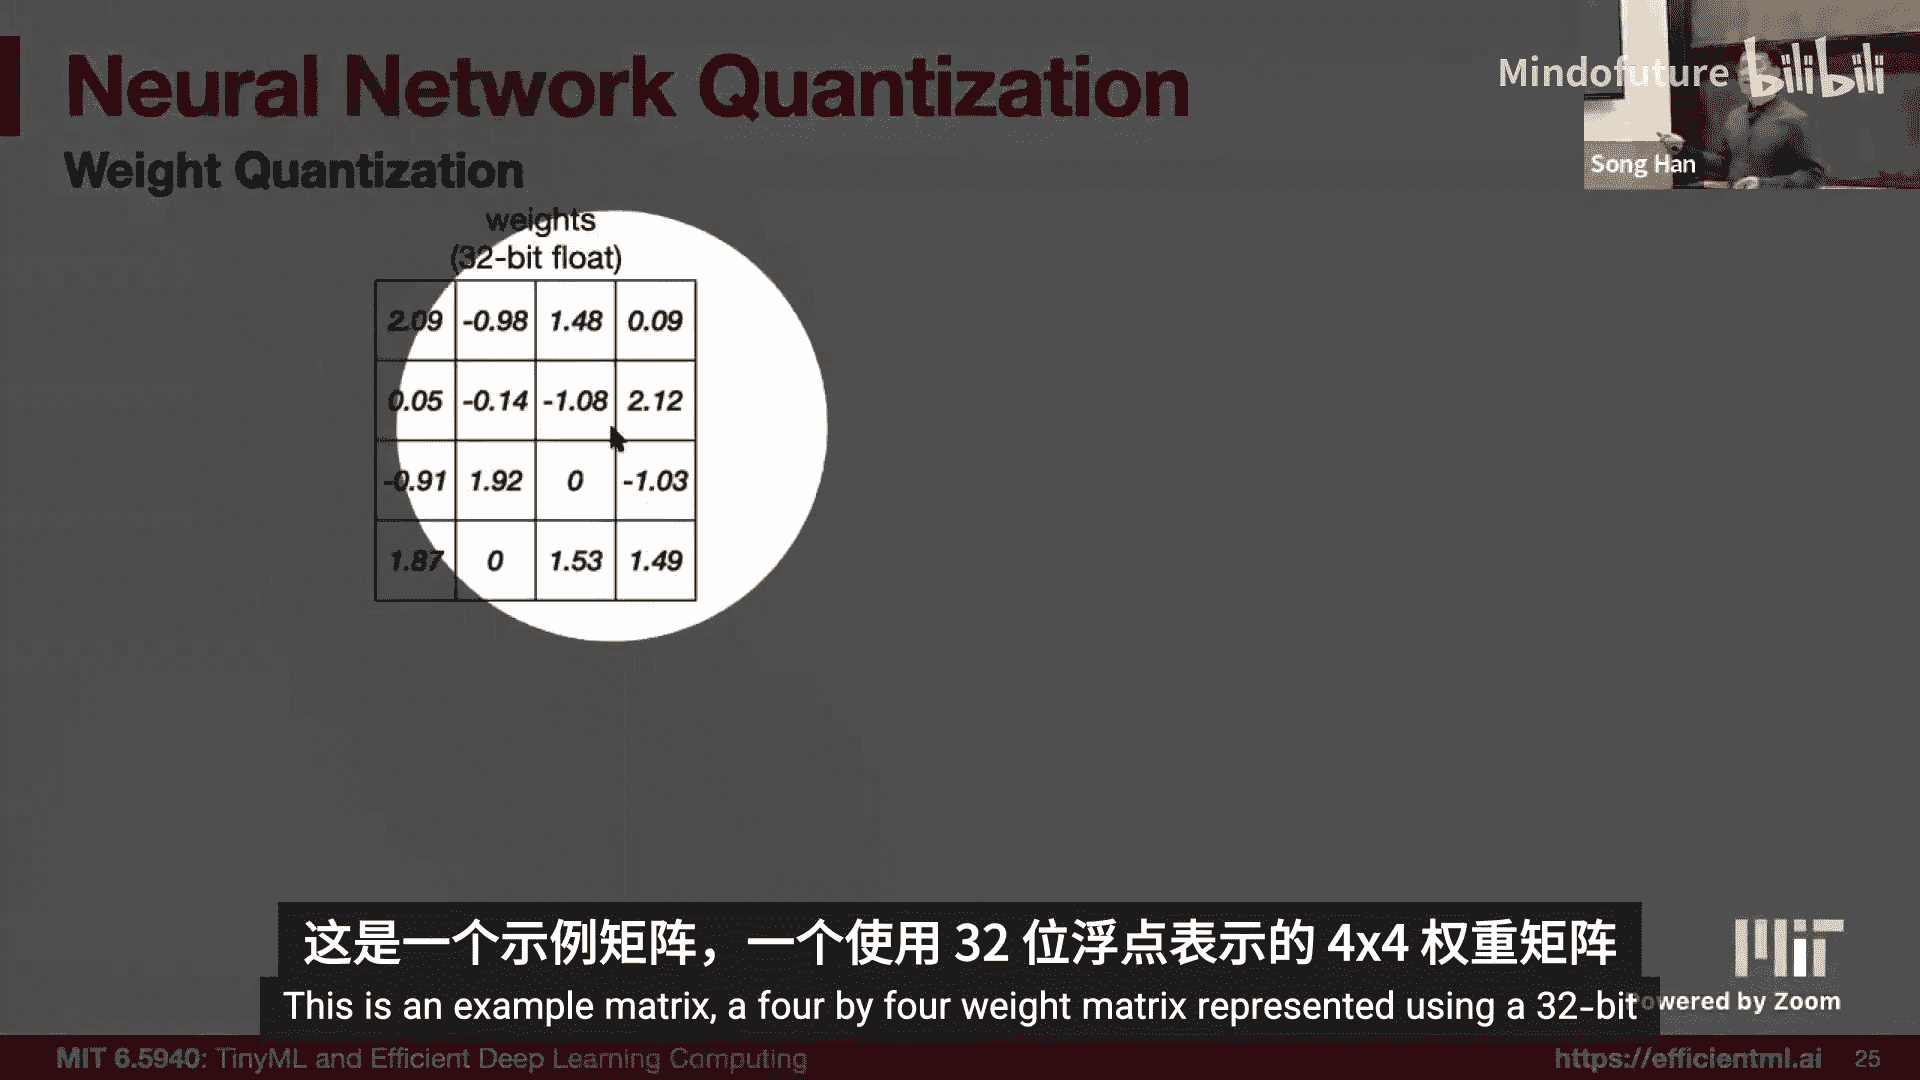 Neural Network Quantization
Mindofuture bilibili
Weight Quantization
Song Han
weights
(32-bit float)
2.09 -0.98 1.48 0.09
0.05 -0.14 -1.08 2.12
-0.91 1.92 0 -1.03
1.87 0 1.53 1.49
这是一个示例矩阵，一个使用 32 位浮点表示的 4x4 权重矩阵
MIT
This is an example matrix, a four by four weight matrix represented using a 32-bit
Powered by Zoom
MIT 6.5940: TinyML and Efficient Deep Learning Computing
https://efficientml.ai 25